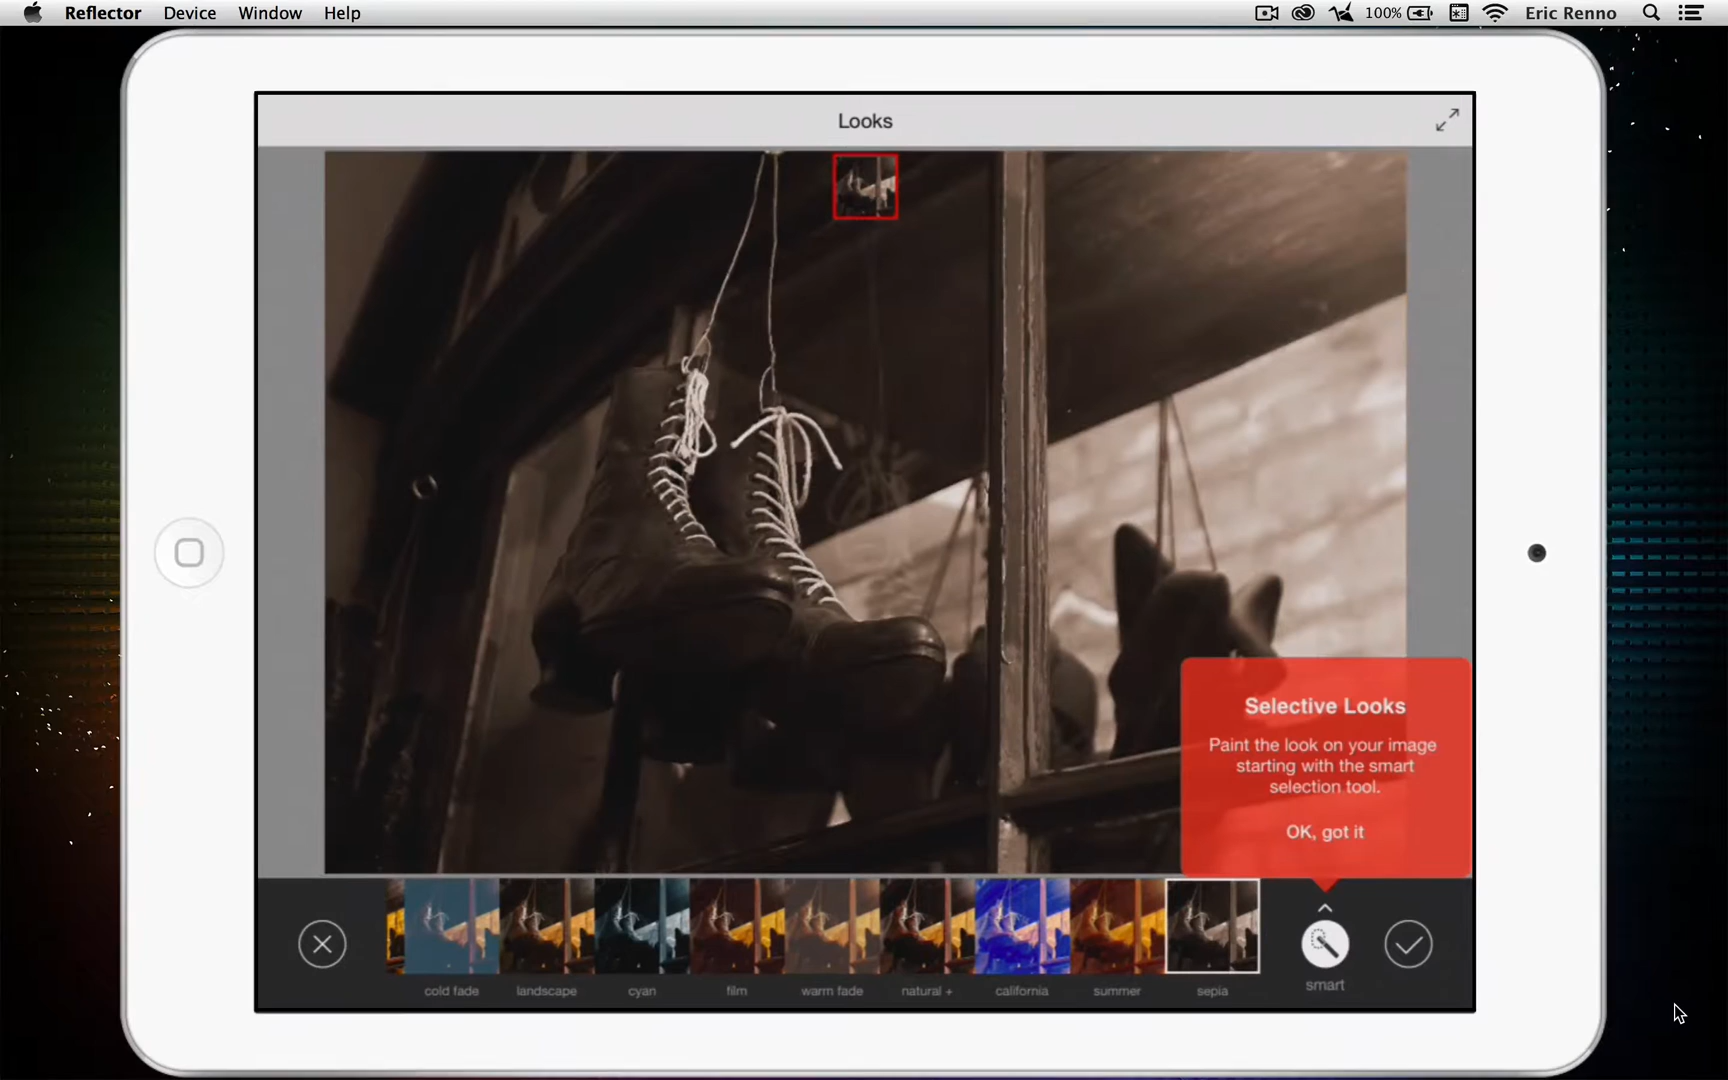 Reflector Device Window Help 100% Eric Renno
Looks
Selective Looks
Paint the look on your image
starting with the smart
selection tool.
OK, got it
cold fade landscape cyan film warm fade natural + california summer sepia smart